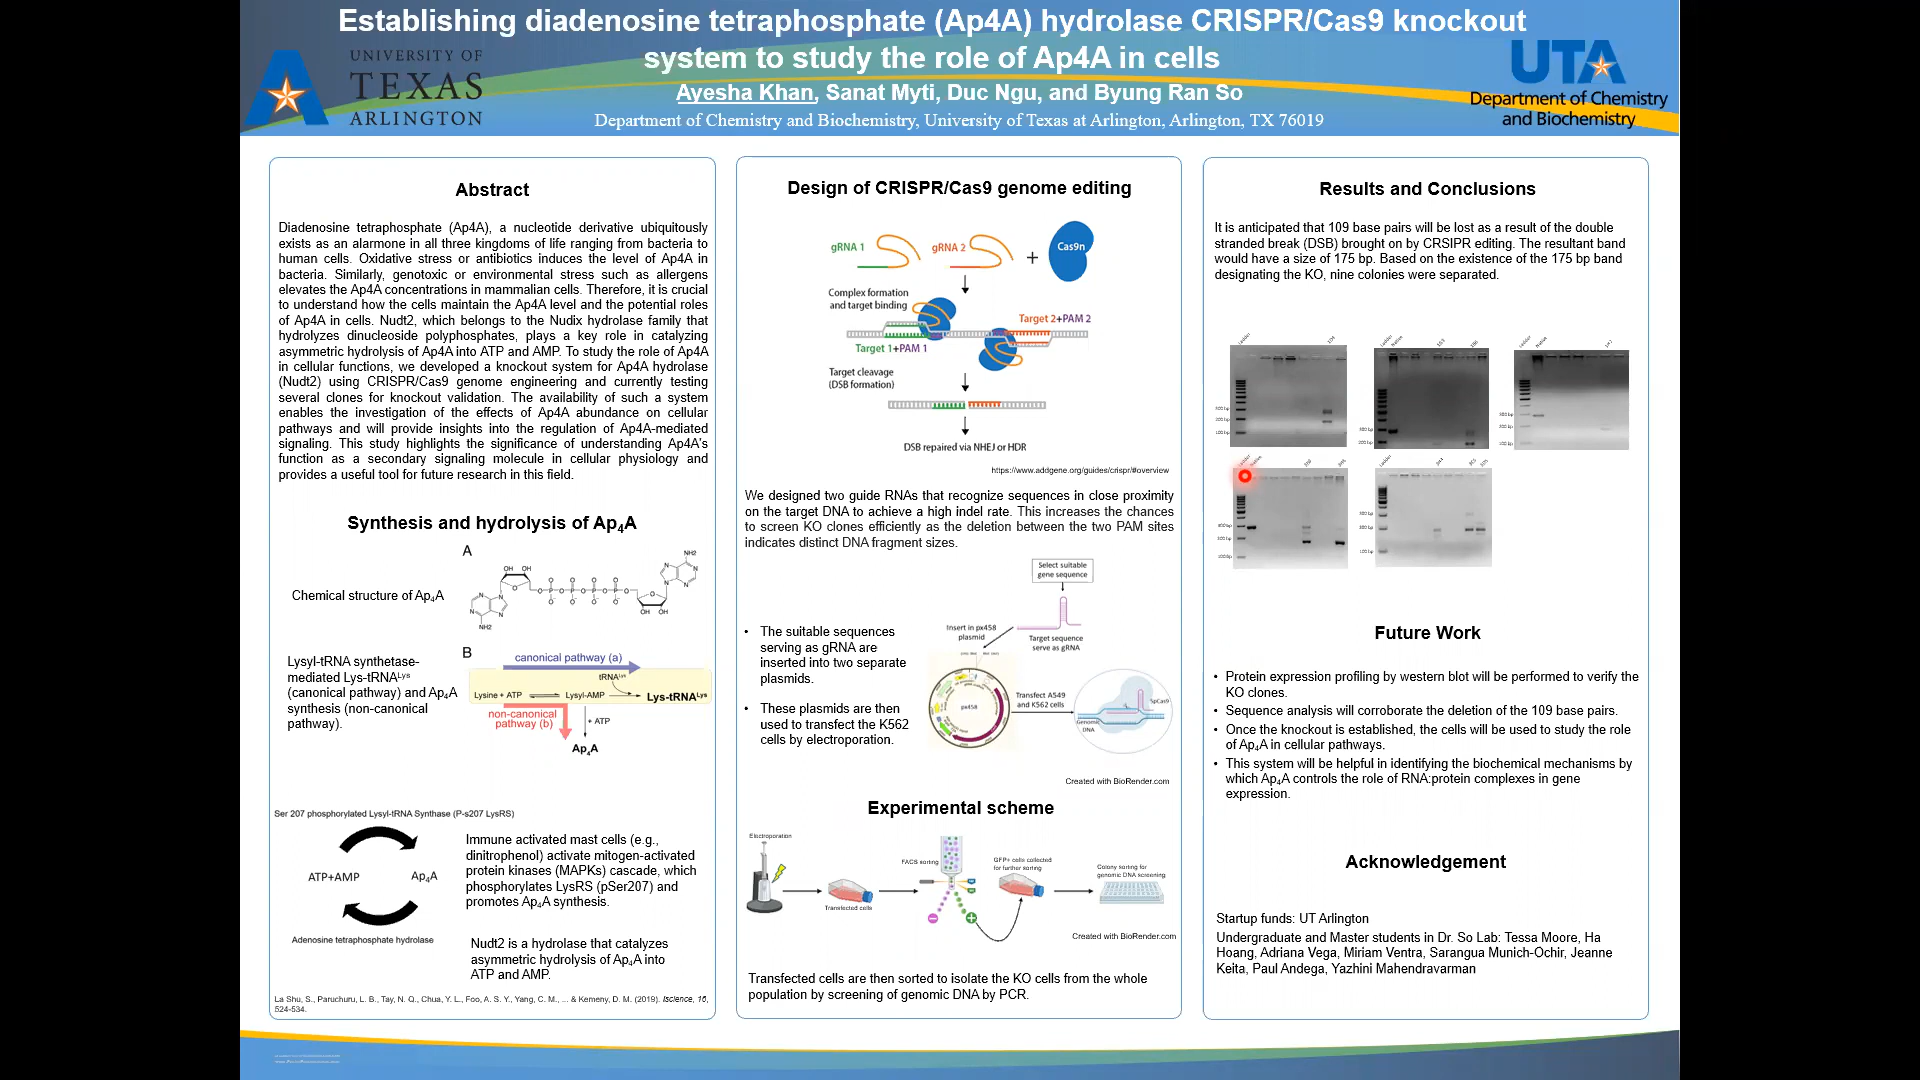 Establishing diadenosine tetraphosphate (Ap4A) hydrolase CRISPR/Cas9 knockout
system to study the role of Ap4A in cells
Ayesha Khan, Sanat Myti, Duc Ngu, and Byung Ran So
Department of Chemistry and Biochemistry, University of Texas at Arlington, Arlington, TX 76019
UNIVERSITY OF
TEXAS
ARLINGTON
UTA
Department of Chemistry
and Biochemistry
Abstract
Diadenosine tetraphosphate (Ap4A), a nucleotide derivative ubiquitously
exists as an alarmone in all three kingdoms of life ranging from bacteria to
human cells. Oxidative stress or antibiotics induces the level of Ap4A in
bacteria. Similarly, genotoxic or environmental stress such as allergens
elevates the Ap4A concentrations in mammalian cells. Therefore, it is crucial
to understand how the cells maintain the Ap4A level and the potential roles
of Ap4A in cells. Nudt2, which belongs to the Nudix hydrolase family that
hydrolyzes dinucleoside polyphosphates, plays a key role in catalyzing
asymmetric hydrolysis of Ap4A into ATP and AMP. To study the role of Ap4A
in cellular functions, we developed a knockout system for Ap4A hydrolase
(Nudt2) using CRISPR/Cas9 genome engineering and currently testing
several clones for knockout validation. The availability of such a system
enables the investigation of the effects of Ap4A abundance on cellular
pathways and will provide insights into the regulation of Ap4A-mediated
signaling. This study highlights the significance of understanding Ap4A's
function as a secondary signaling molecule in cellular physiology and
provides a useful tool for future research in this field.
Synthesis and hydrolysis of Ap4A
A
Chemical structure of Ap4A
NH2
OH OH
OH OH
NH2
B
Lysyl-tRNA synthetase-
mediated Lys-tRNALys
(canonical pathway) and Ap4A
synthesis (non-canonical
pathway).
canonical pathway (a)
tRNALys
Lysine + ATP
Lysyl-AMP
Lys-tRNALys
non-canonical
pathway (b)
+ ATP
Ap4A
Ser 207 phosphorylated Lysyl-tRNA Synthase (P-s207 LysRS)
ATP+AMP
Ap4A
Adenosine tetraphosphate hydrolase
Immune activated mast cells (e.g.,
dinitrophenol) activate mitogen-activated
protein kinases (MAPKs) cascade, which
phosphorylates LysRS (pSer207) and
promotes Ap4A synthesis.
Nudt2 is a hydrolase that catalyzes
asymmetric hydrolysis of Ap4A into
ATP and AMP.
La Shu, S., Paruchuru, L. B., Tay, N. Q., Chua, Y. L., Foo, A. S. Y., Yang, C. M., ... & Kemeny, D. M. (2019). Iscience, 16,
524-534.
Design of CRISPR/Cas9 genome editing
gRNA 1
gRNA 2
+
Cas9n
Complex formation
and target binding
Target 2+PAM 2
Target 1+PAM 1
Target cleavage
(DSB formation)
DSB repaired via NHEJ or HDR
https://www.addgene.org/guides/crispr/#overview
We designed two guide RNAs that recognize sequences in close proximity
on the target DNA to achieve a high indel rate. This increases the chances
to screen KO clones efficiently as the deletion between the two PAM sites
indicates distinct DNA fragment sizes.
• The suitable sequences
serving as gRNA are
inserted into two separate
plasmids.
• These plasmids are then
used to transfect the K562
cells by electroporation.
Select suitable
gene sequence
Insert in px458
plasmid
Target sequence
serve as gRNA
px458
Transfect A549
and K562 cells
SpCas9
Genomic
DNA
Created with BioRender.com
Experimental scheme
Electroporation
Transfected cells
FACS sorting
GFP+ cells collected
for further sorting
Colony sorting for
genomic DNA screening
Created with BioRender.com
Transfected cells are then sorted to isolate the KO cells from the whole
population by screening of genomic DNA by PCR.
Results and Conclusions
It is anticipated that 109 base pairs will be lost as a result of the double
stranded break (DSB) brought on by CRSIPR editing. The resultant band
would have a size of 175 bp. Based on the existence of the 175 bp band
designating the KO, nine colonies were separated.
Future Work
• Protein expression profiling by western blot will be performed to verify the
KO clones.
• Sequence analysis will corroborate the deletion of the 109 base pairs.
• Once the knockout is established, the cells will be used to study the role
of Ap4A in cellular pathways.
• This system will be helpful in identifying the biochemical mechanisms by
which Ap4A controls the role of RNA:protein complexes in gene
expression.
Acknowledgement
Startup funds: UT Arlington
Undergraduate and Master students in Dr. So Lab: Tessa Moore, Ha
Hoang, Adriana Vega, Miriam Ventra, Sarangua Munich-Ochir, Jeanne
Keita, Paul Andega, Yazhini Mahendravarman